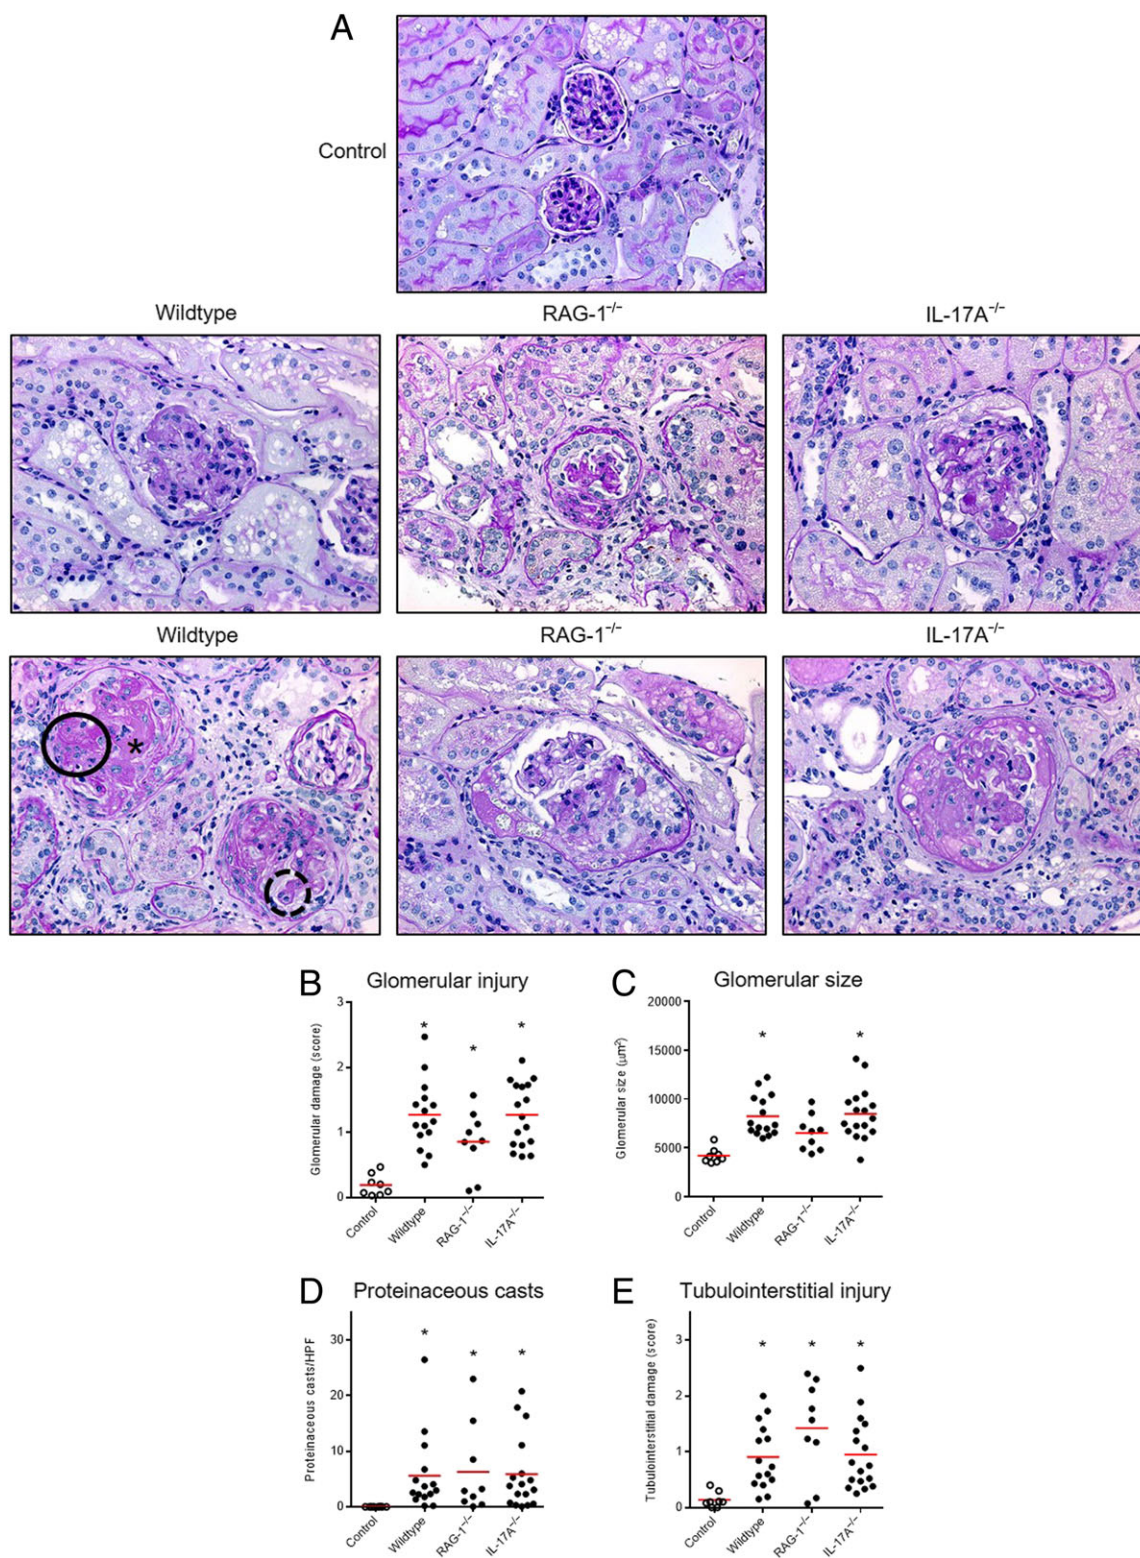 A
Control
Wildtype RAG-1⁻/⁻ IL-17A⁻/⁻
Wildtype RAG-1⁻/⁻ IL-17A⁻/⁻
*
B Glomerular injury
Glomerular damage (score)
3
2
1
0
* * *
Control Wildtype RAG-1⁻/⁻ IL-17A⁻/⁻
C Glomerular size
Glomerular size (μm²)
20000
15000
10000
5000
0
* *
Control Wildtype RAG-1⁻/⁻ IL-17A⁻/⁻
D Proteinaceous casts
Proteinaceous casts/HPF
30
20
10
0
* * *
Control Wildtype RAG-1⁻/⁻ IL-17A⁻/⁻
E Tubulointerstitial injury
Tubulointerstitial damage (score)
3
2
1
0
* * *
Control Wildtype RAG-1⁻/⁻ IL-17A⁻/⁻